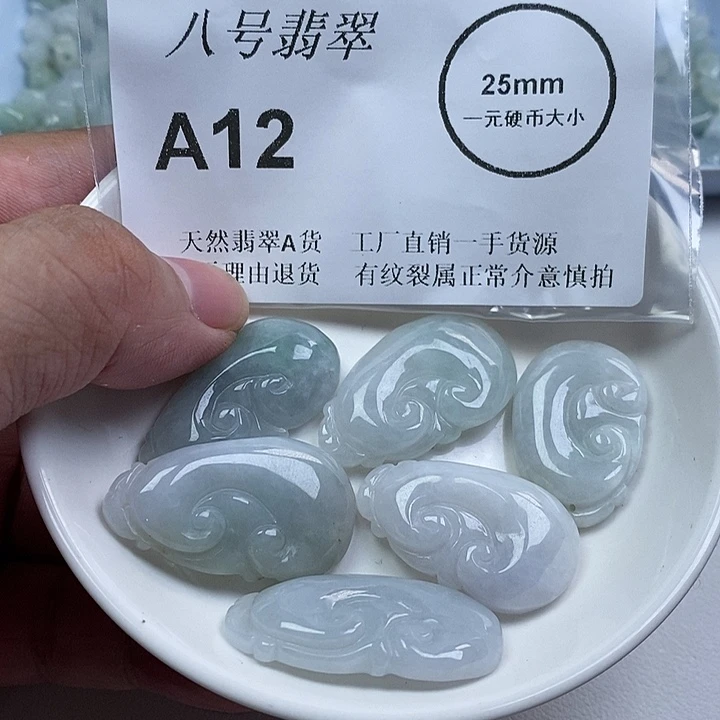 八号翡翠
A12
25mm
一元硬币大小
天然翡翠A货 工厂直销一手货源
理由退货 有纹裂属正常介意慎拍